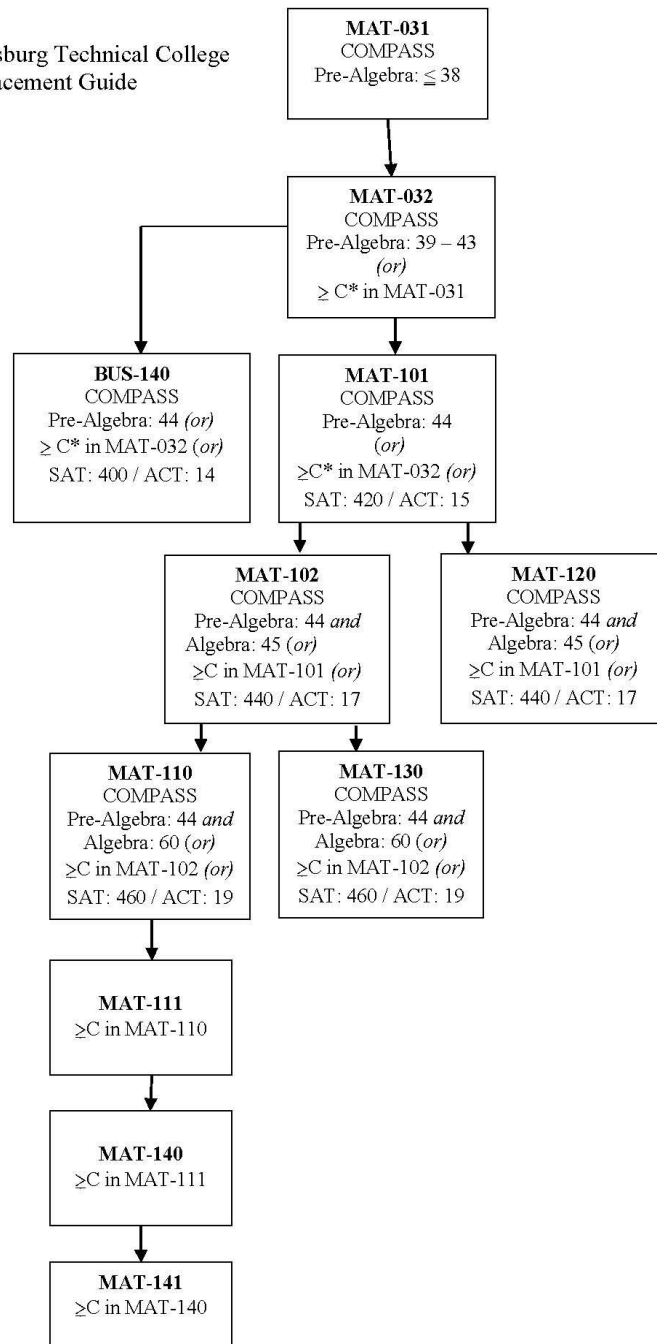 MAT-031
COMPASS
Pre-Algebra: ≤ 38
sburg Technical College
acement Guide
MAT-032
COMPASS
Pre-Algebra: 39 – 43
(or)
≥ C* in MAT-031
BUS-140
COMPASS
Pre-Algebra: 44 (or)
≥ C* in MAT-032 (or)
SAT: 400 / ACT: 14
MAT-101
COMPASS
Pre-Algebra: 44
(or)
≥C* in MAT-032 (or)
SAT: 420 / ACT: 15
MAT-102
COMPASS
Pre-Algebra: 44 and
Algebra: 45 (or)
≥C in MAT-101 (or)
SAT: 440 / ACT: 17
MAT-120
COMPASS
Pre-Algebra: 44 and
Algebra: 45 (or)
≥C in MAT-101 (or)
SAT: 440 / ACT: 17
MAT-110
COMPASS
Pre-Algebra: 44 and
Algebra: 60 (or)
≥C in MAT-102 (or)
SAT: 460 / ACT: 19
MAT-130
COMPASS
Pre-Algebra: 44 and
Algebra: 60 (or)
≥C in MAT-102 (or)
SAT: 460 / ACT: 19
MAT-111
≥C in MAT-110
MAT-140
≥C in MAT-111
MAT-141
≥C in MAT-140